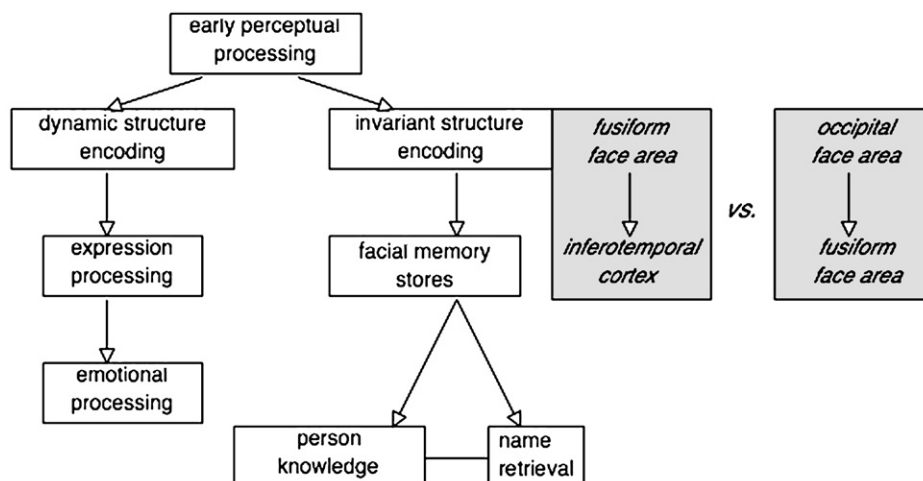 early perceptual
processing
dynamic structure
encoding
invariant structure
encoding
fusiform
face area
occipital
face area
vs.
expression
processing
facial memory
stores
inferotemporal
cortex
fusiform
face area
emotional
processing
person
knowledge
name
retrieval